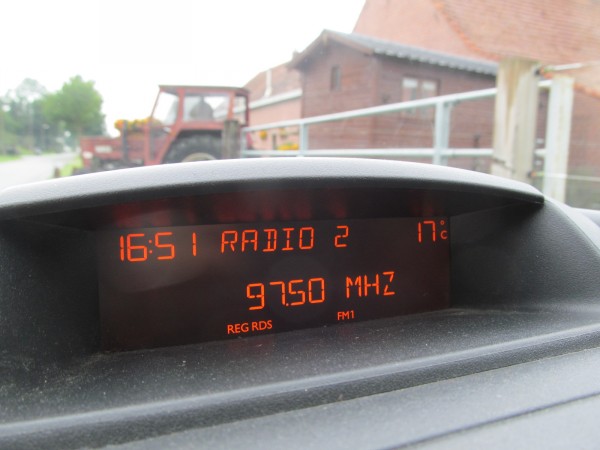 16:51 RADIO 2 17°C
97.50 MHZ
REG RDS FM1